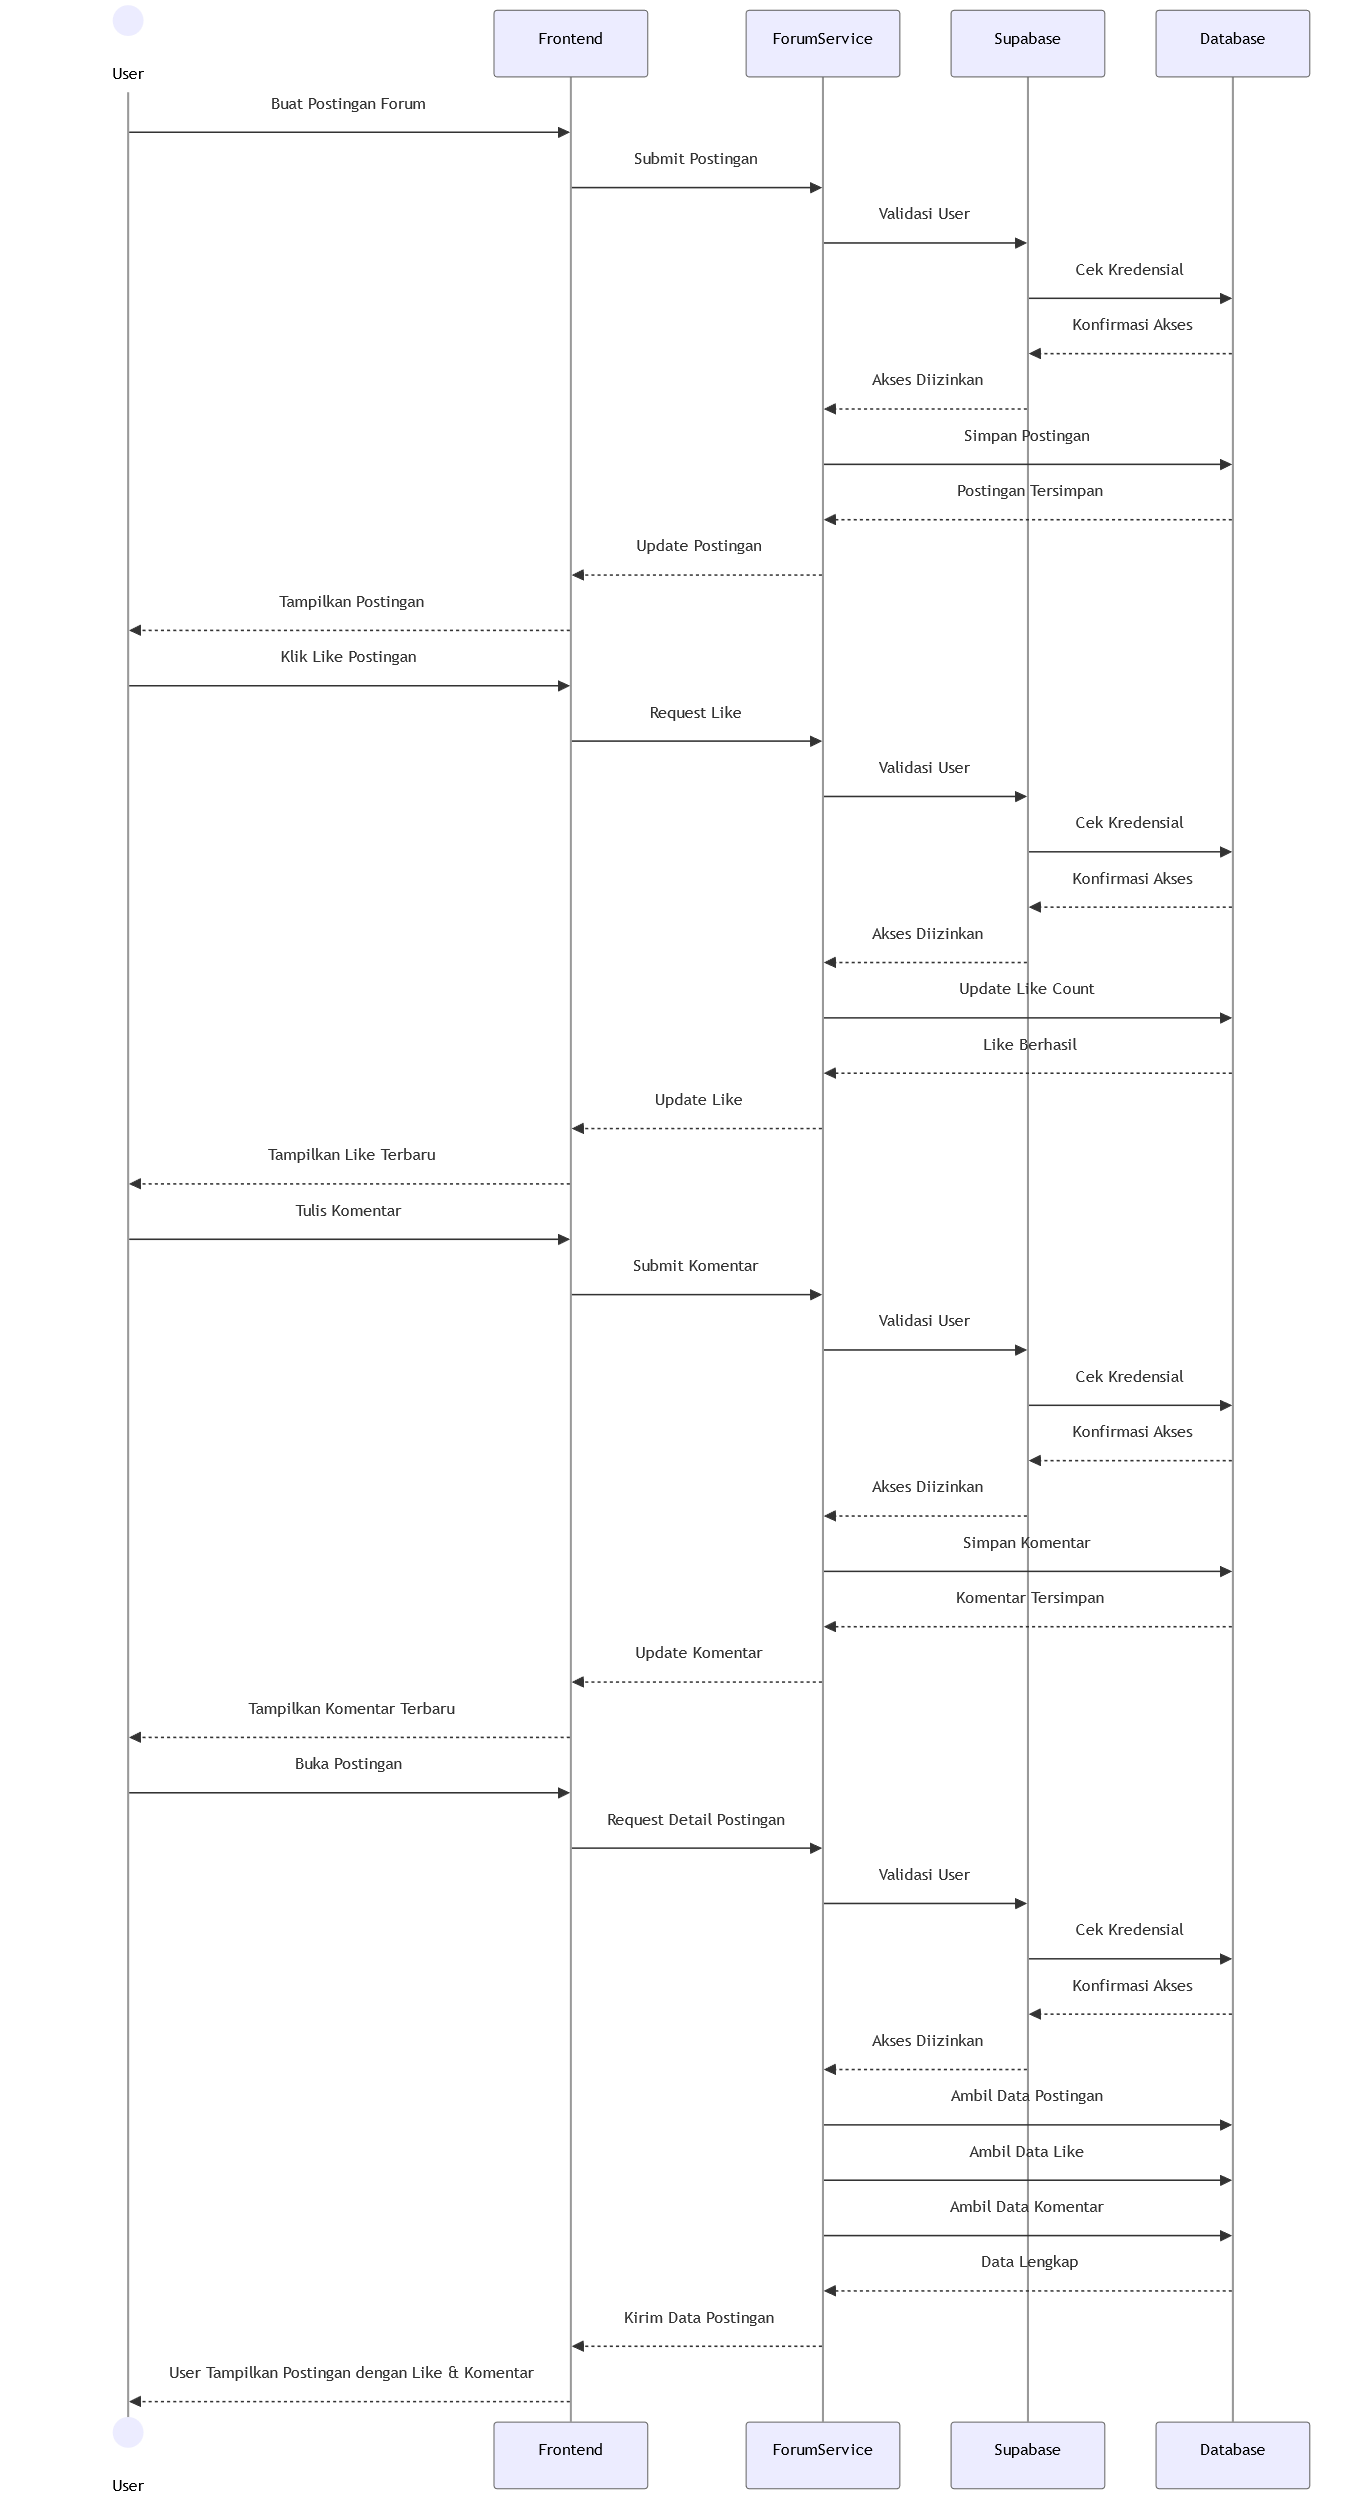 User
Frontend
ForumService
Supabase
Database
Buat Postingan Forum
Submit Postingan
Validasi User
Cek Kredensial
Konfirmasi Akses
Akses Diizinkan
Simpan Postingan
Postingan Tersimpan
Update Postingan
Tampilkan Postingan
Klik Like Postingan
Request Like
Validasi User
Cek Kredensial
Konfirmasi Akses
Akses Diizinkan
Update Like Count
Like Berhasil
Update Like
Tampilkan Like Terbaru
Tulis Komentar
Submit Komentar
Validasi User
Cek Kredensial
Konfirmasi Akses
Akses Diizinkan
Simpan Komentar
Komentar Tersimpan
Update Komentar
Tampilkan Komentar Terbaru
Buka Postingan
Request Detail Postingan
Validasi User
Cek Kredensial
Konfirmasi Akses
Akses Diizinkan
Ambil Data Postingan
Ambil Data Like
Ambil Data Komentar
Data Lengkap
Kirim Data Postingan
User Tampilkan Postingan dengan Like & Komentar
User
Frontend
ForumService
Supabase
Database